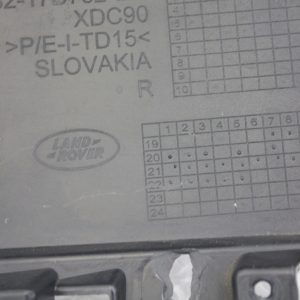 XDC90
>P/E-I-TD15<
SLOVAKIA
R
10
LAND
ROVER
1 2 3 4 5 6 7 8
19
20
21
22
23
24